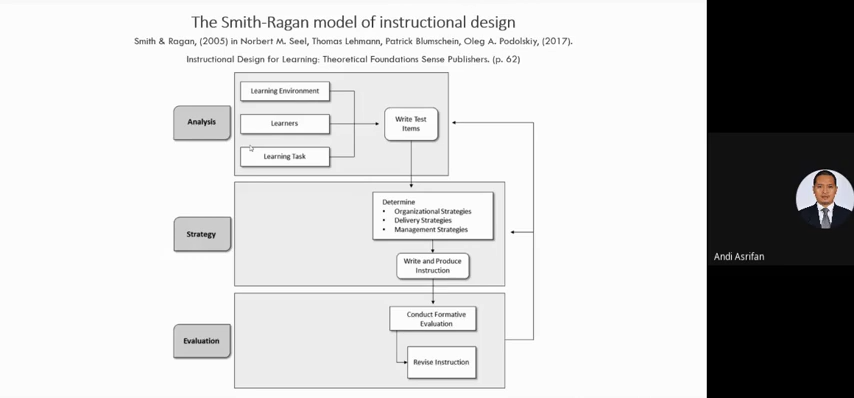 The Smith-Ragan model of instructional design
Smith & Ragan, (2005) in Norbert M. Seel, Thomas Lehmann, Patrick Blumschein, Oleg A. Podolskiy, (2017).
Instructional Design for Learning: Theoretical Foundations Sense Publishers. (p. 62)
Analysis
Learning Environment
Learners
Learning Task
Write Test
Items
Strategy
Determine
• Organizational Strategies
• Delivery Strategies
• Management Strategies
Write and Produce
Instruction
Evaluation
Conduct Formative
Evaluation
Revise Instruction
Andi Asrifan